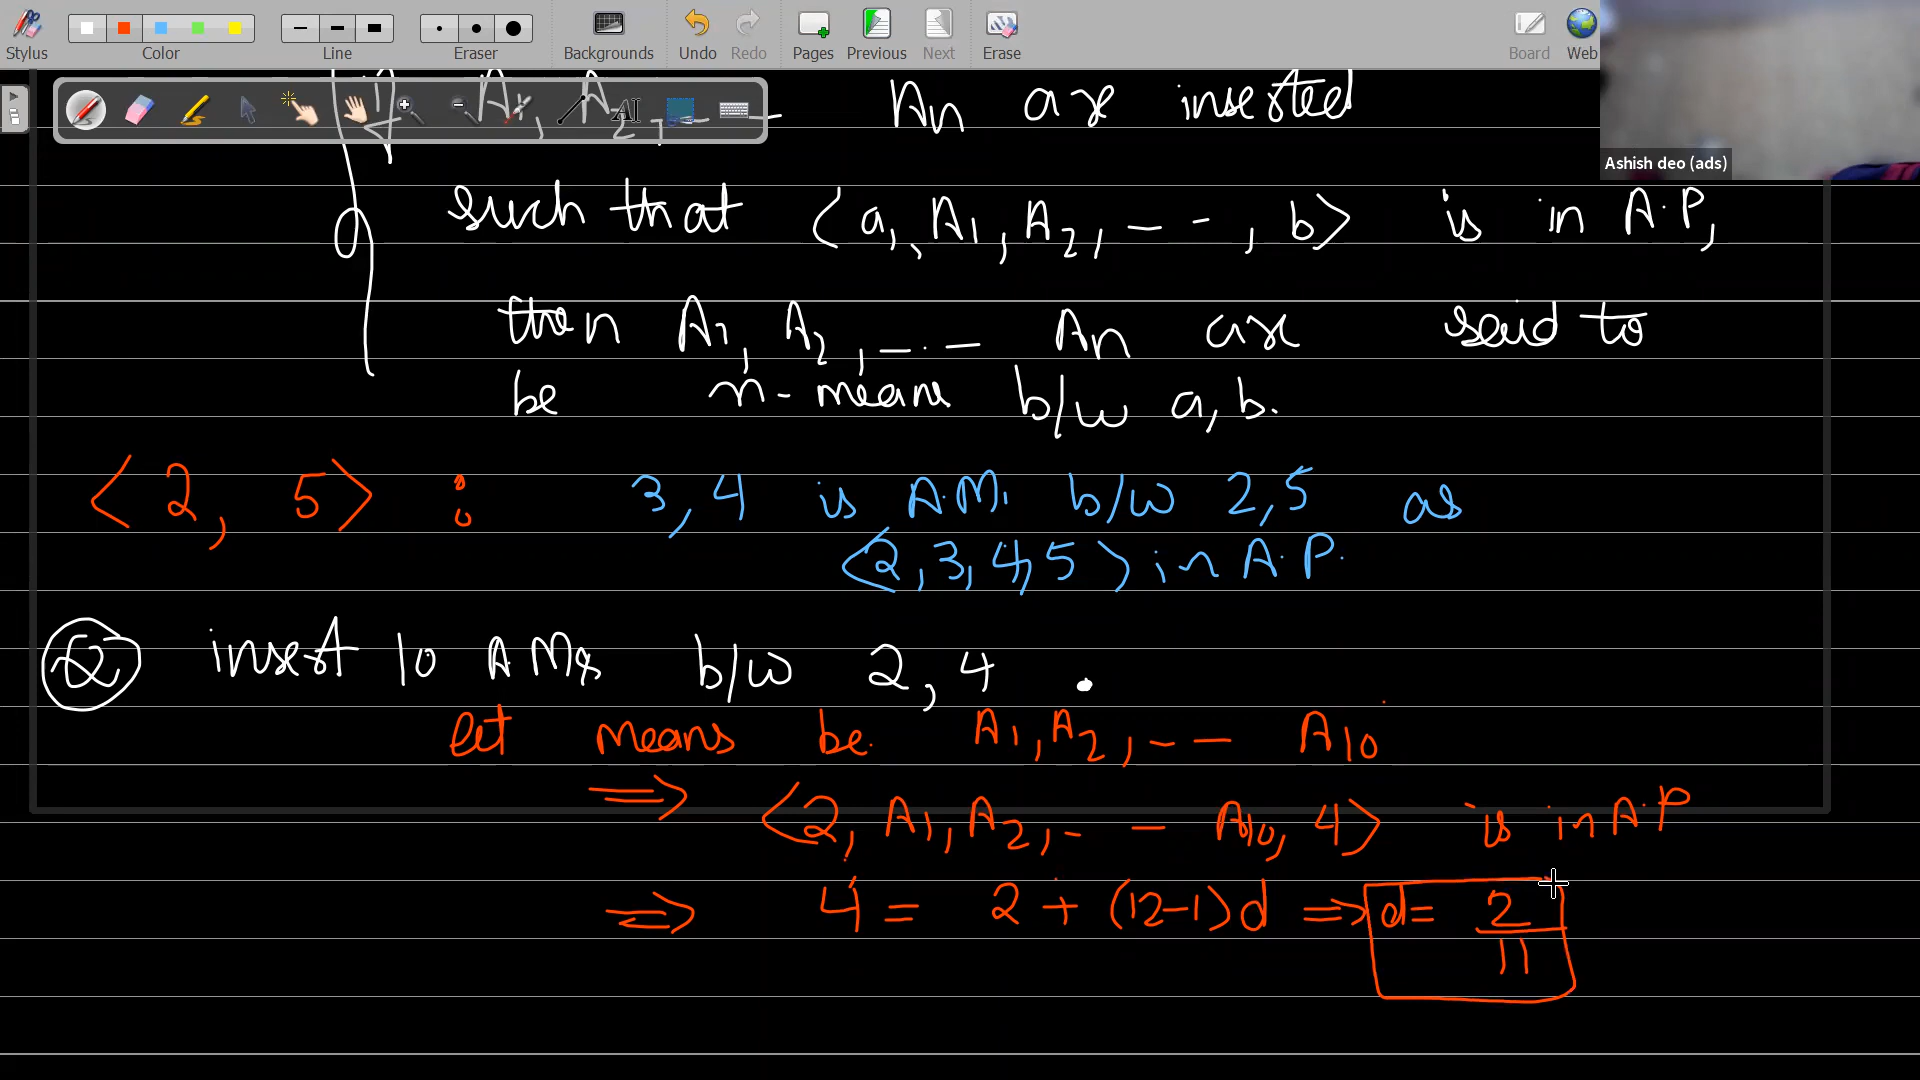 Stylus Color Line Eraser Backgrounds Undo Redo Pages Previous Next Erase Board Web
Ashish deo (ads)
A1, A2, - - An are inserted
such that ⟨a, A1, A2, - - , b⟩ is in A.P,
then A1, A2, - . - An are said to
be n-means b/w a, b.
⟨2, 5⟩ : 3, 4 is A.M. b/w 2,5 as
⟨2, 3, 4, 5⟩ in A.P.
Q insert 10 A.Ms b/w 2, 4 .
let means be A1, A2, - - A10
⇒ ⟨2, A1, A2, - - A10, 4⟩ is in A.P
⇒ 4 = 2 + (12-1)d ⇒ d = 2/11